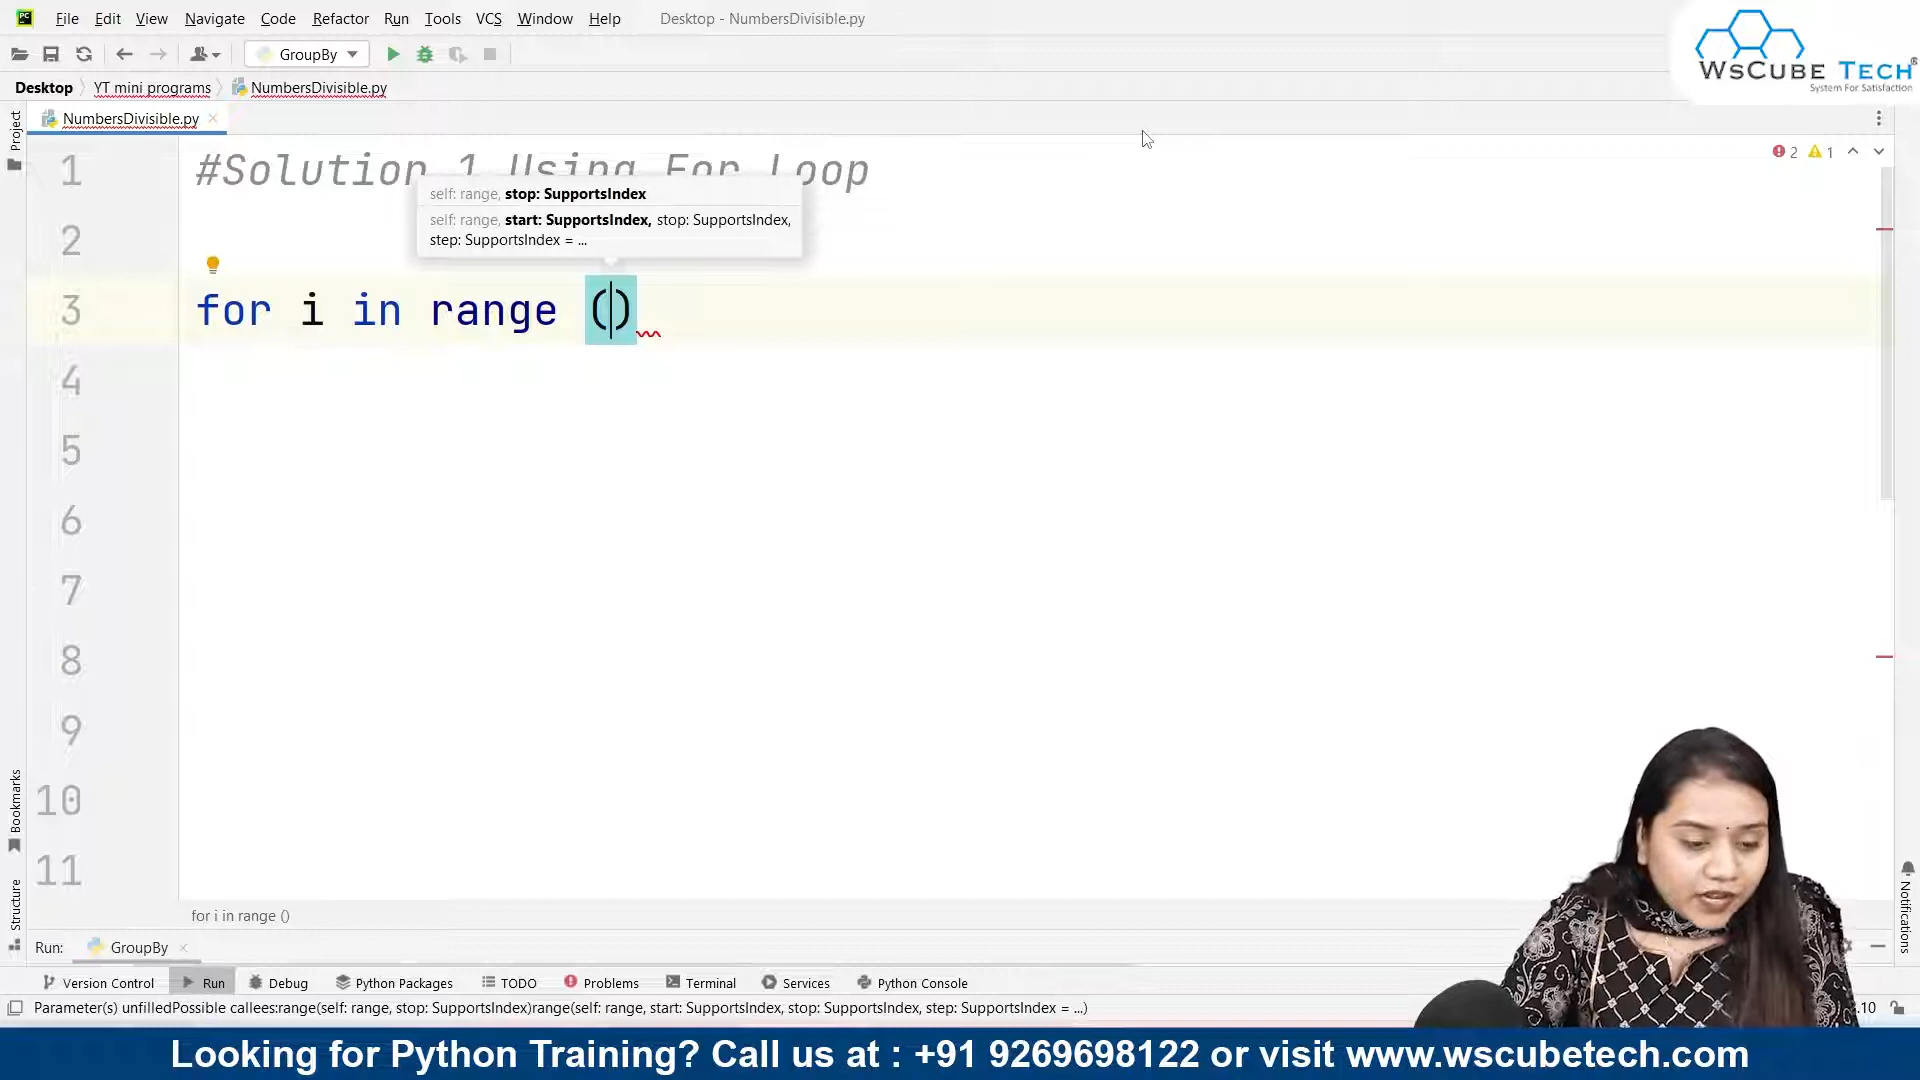 File Edit View Navigate Code Refactor Run Tools VCS Window Help Desktop - NumbersDivisible.py
GroupBy
WsCube Tech®
System For Satisfaction
Desktop YT mini programs NumbersDivisible.py
Project
NumbersDivisible.py
2 1
1 #Solution 1 Using For Loop
self: range, stop: SupportsIndex
self: range, start: SupportsIndex, stop: SupportsIndex,
step: SupportsIndex = ...
2
3 for i in range ()
4
5
6
7
8
9
10
11
Bookmarks
Structure
Notifications
for i in range ()
Run: GroupBy
Version Control Run Debug Python Packages TODO Problems Terminal Services Python Console
Parameter(s) unfilledPossible callees:range(self: range, stop: SupportsIndex)range(self: range, start: SupportsIndex, stop: SupportsIndex, step: SupportsIndex = ...) .10
Looking for Python Training? Call us at : +91 9269698122 or visit www.wscubetech.com